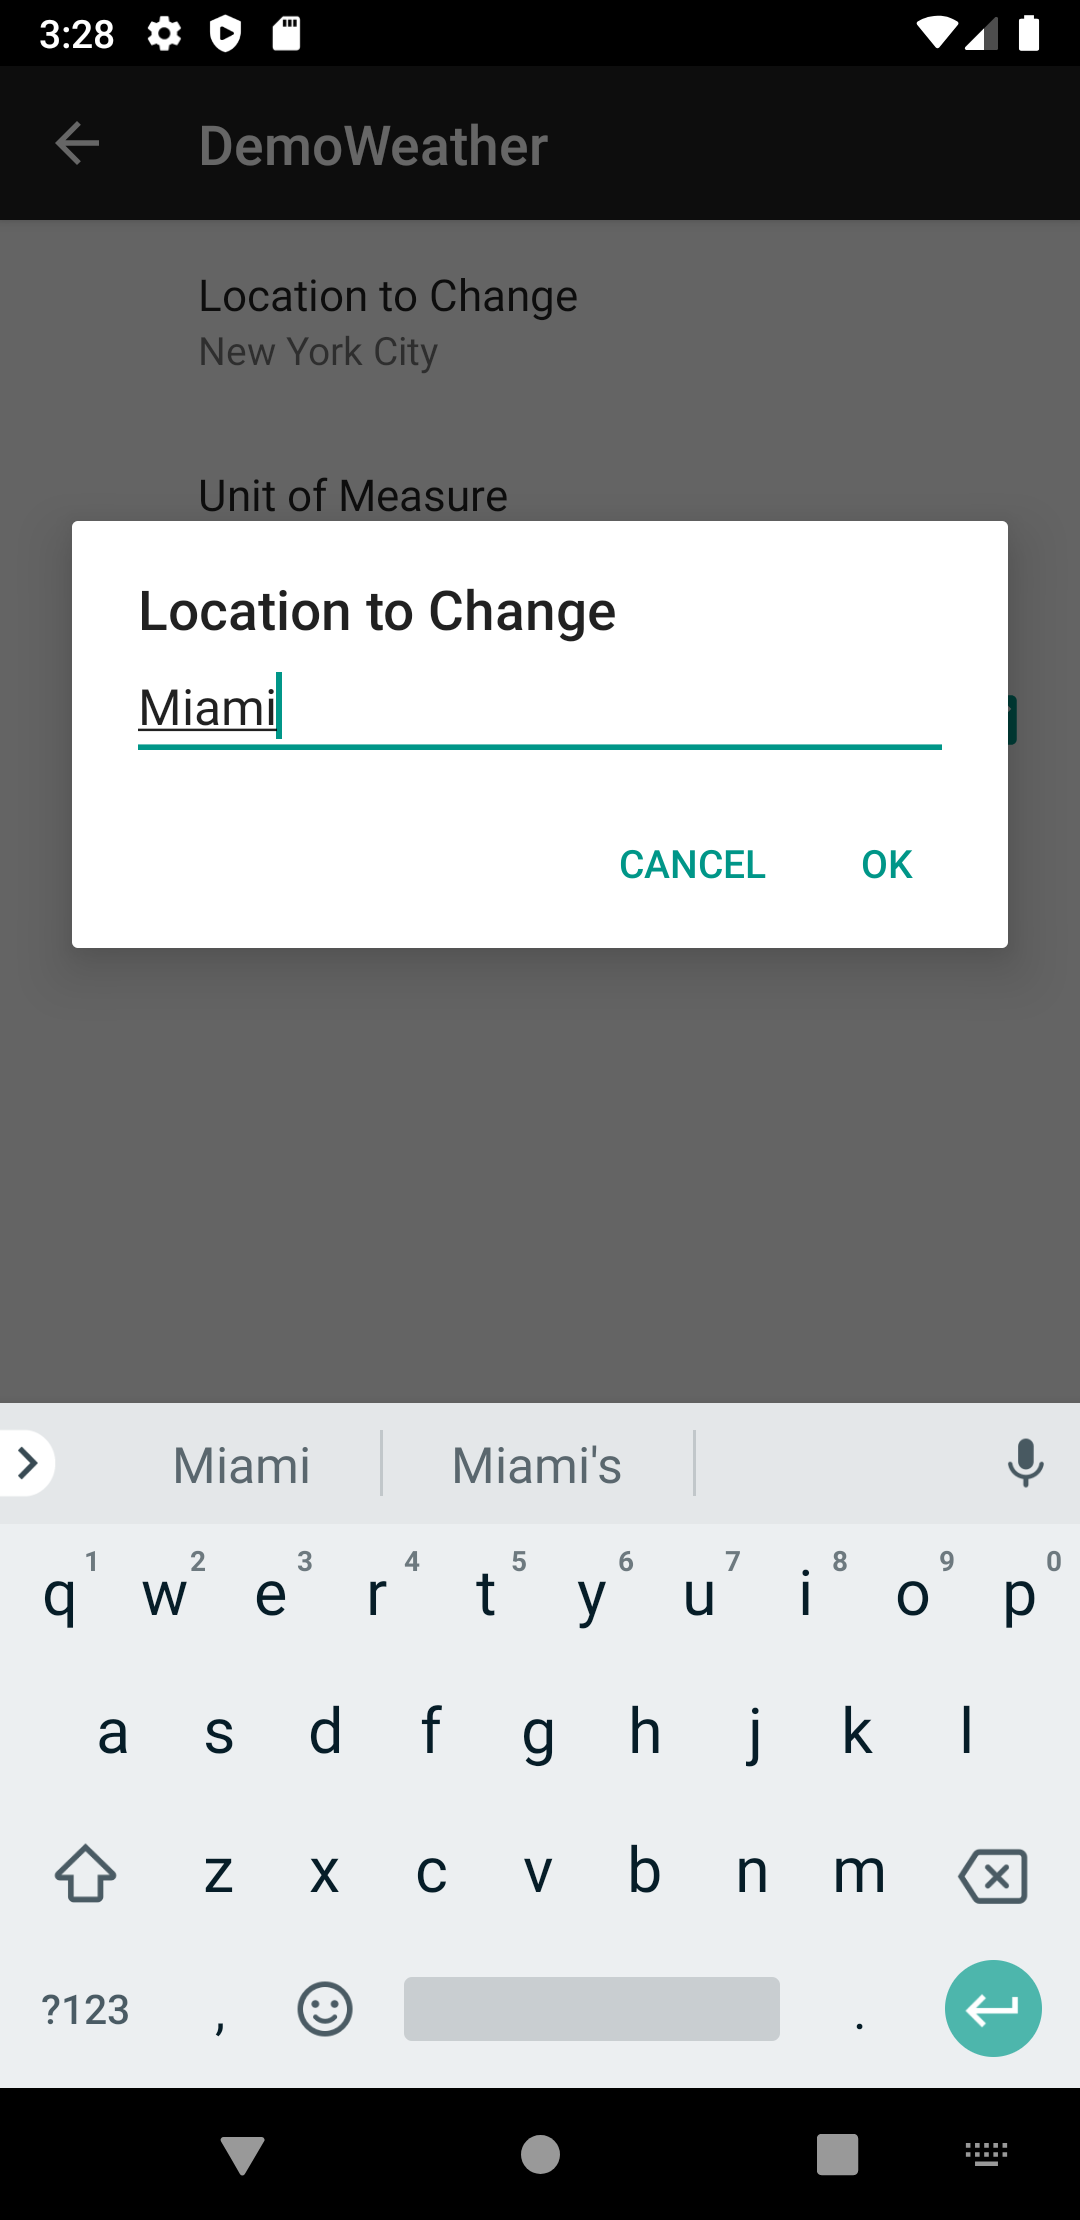 3:28
DemoWeather
Location to Change
New York City
Unit of Measure
Location to Change
Miami
CANCEL OK
Miami Miami's
1 2 3 4 5 6 7 8 9 0
q w e r t y u i o p
a s d f g h j k l
z x c v b n m
?123 , .